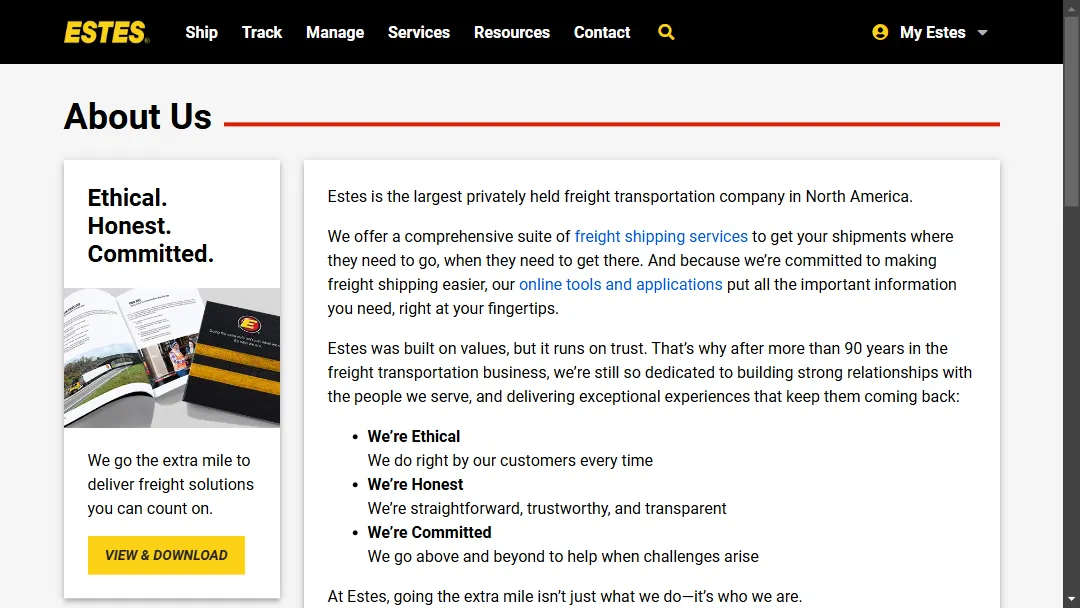 ESTES
Ship
Track
Manage
Services
Resources
Contact
My Estes
About Us
Ethical.
Honest.
Committed.
We go the extra mile to
deliver freight solutions
you can count on.
VIEW & DOWNLOAD
Estes is the largest privately held freight transportation company in North America.
We offer a comprehensive suite of freight shipping services to get your shipments where
they need to go, when they need to get there. And because we’re committed to making
freight shipping easier, our online tools and applications put all the important information
you need, right at your fingertips.
Estes was built on values, but it runs on trust. That’s why after more than 90 years in the
freight transportation business, we’re still so dedicated to building strong relationships with
the people we serve, and delivering exceptional experiences that keep them coming back:
• We’re Ethical
We do right by our customers every time
• We’re Honest
We’re straightforward, trustworthy, and transparent
• We’re Committed
We go above and beyond to help when challenges arise
At Estes, going the extra mile isn’t just what we do—it’s who we are.